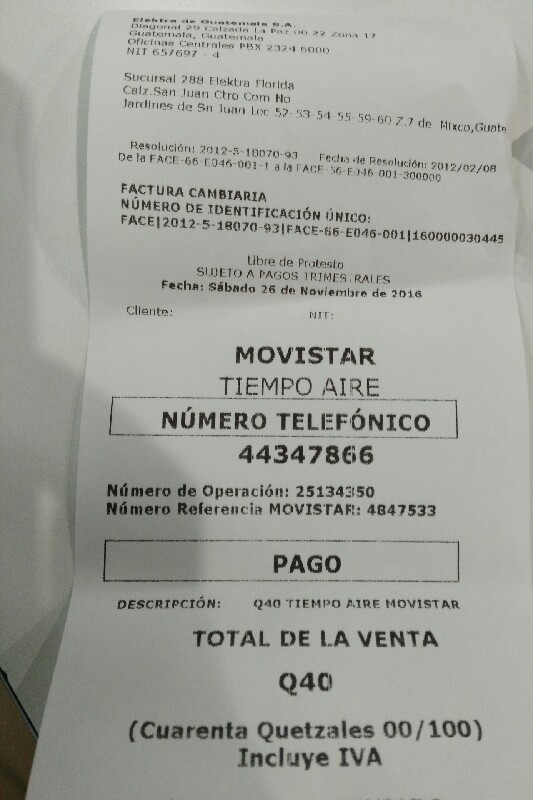 Elektra de Guatemala S.A.
Diagonal 29 Calzada La Paz 00 22 Zona 17
Guatemala, Guatemala
Oficinas Centrales PBX 2324 6000
NIT 657697 - 4
Sucursal 288 Elektra Florida
Calz.San Juan Ctro Com No
Jardines de Sn Juan Loc 52-53-54 55-59-60 Z.7 de Mixco,Guate
Resolución: 2012-5-18070-93 Fecha de Resolución: 2012/02/08
De la FACE-66-E046-001-1 a la FACE-56-E046 001-300000
FACTURA CAMBIARIA
NÚMERO DE IDENTIFICACIÓN ÚNICO:
FACE|2012-5-18070-93|FACE-66-E046-001|160000030445
Libre de Protesto
SUJETO A PAGOS TRIMESTRALES
Fecha: Sábado 26 de Noviembre de 2016
Cliente: NIT:
MOVISTAR
TIEMPO AIRE
NÚMERO TELEFÓNICO
44347866
Número de Operación: 25134350
Número Referencia MOVISTAR: 4847533
PAGO
DESCRIPCIÓN: Q40 TIEMPO AIRE MOVISTAR
TOTAL DE LA VENTA
Q40
(Cuarenta Quetzales 00/100)
Incluye IVA